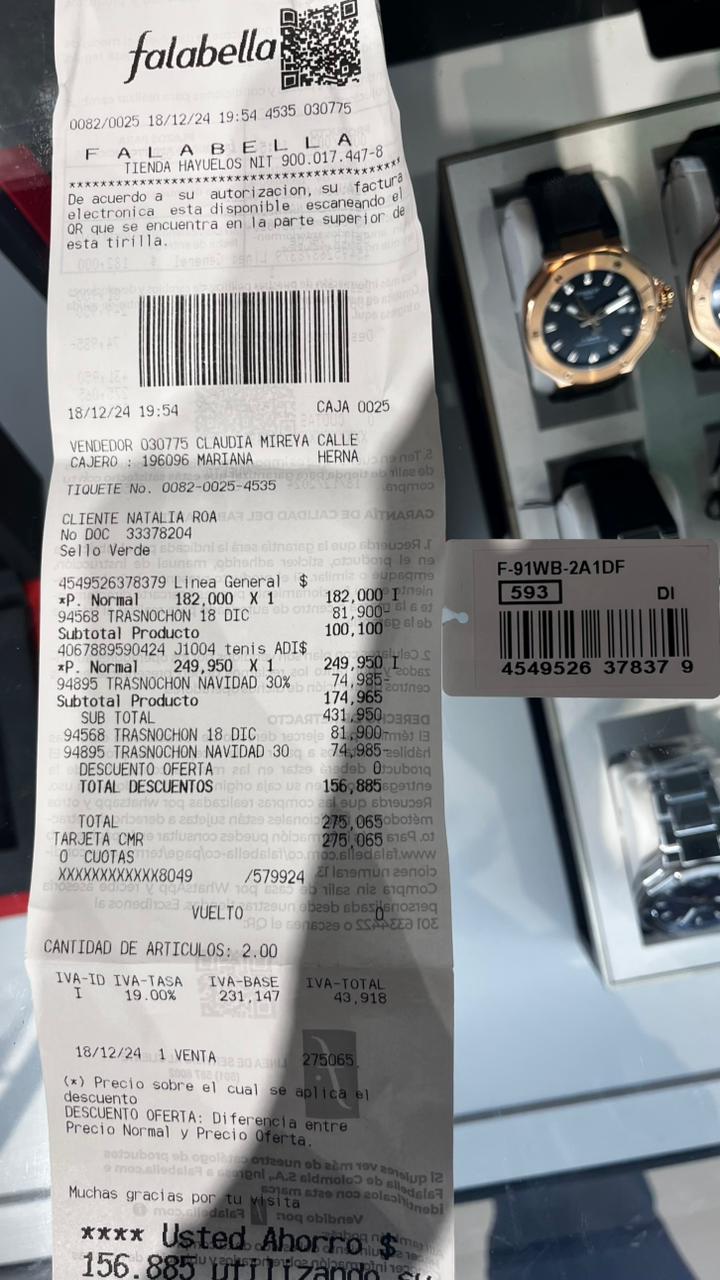 falabella
0082/0025 18/12/24 19:54 4535 030775
F A L A B E L L A
TIENDA HAYUELOS NIT 900.017.447-8
De acuerdo a su autorizacion, su factura
electronica esta disponible escaneando el
QR que se encuentra en la parte superior de
esta tirilla.
18/12/24 19:54 CAJA 0025
VENDEDOR 030775 CLAUDIA MIREYA CALLE
CAJERO : 196096 MARIANA HERNA
TIQUETE No. 0082-0025-4535
CLIENTE NATALIA ROA
No DOC 33378204
Sello Verde
4549526378379 Linea General $
*P. Normal 182,000 X 1 182,000 I
94568 TRASNOCHON 18 DIC 81,900-
Subtotal Producto 100,100
4067889590424 J1004 tenis ADI$
*P. Normal 249,950 X 1 249,950 I
94895 TRASNOCHON NAVIDAD 30% 74,985-
Subtotal Producto 174,965
SUB TOTAL 431,950
94568 TRASNOCHON 18 DIC 81,900-
94895 TRASNOCHON NAVIDAD 30 74,985-
DESCUENTO OFERTA 0
TOTAL DESCUENTOS 156,885
TOTAL 275,065
TARJETA CMR 275,065
0 CUOTAS
XXXXXXXXXXXX8049 /579924
VUELTO 0
CANTIDAD DE ARTICULOS: 2.00
IVA-ID IVA-TASA IVA-BASE IVA-TOTAL
I 19.00% 231,147 43,918
18/12/24 1 VENTA 275065
(*) Precio sobre el cual se aplica el
descuento
DESCUENTO OFERTA: Diferencia entre
Precio Normal y Precio Oferta.
Muchas gracias por tu visita
**** Usted Ahorro $
156.885 utilizando su
F-91WB-2A1DF
593 DI
4549526 37837 9